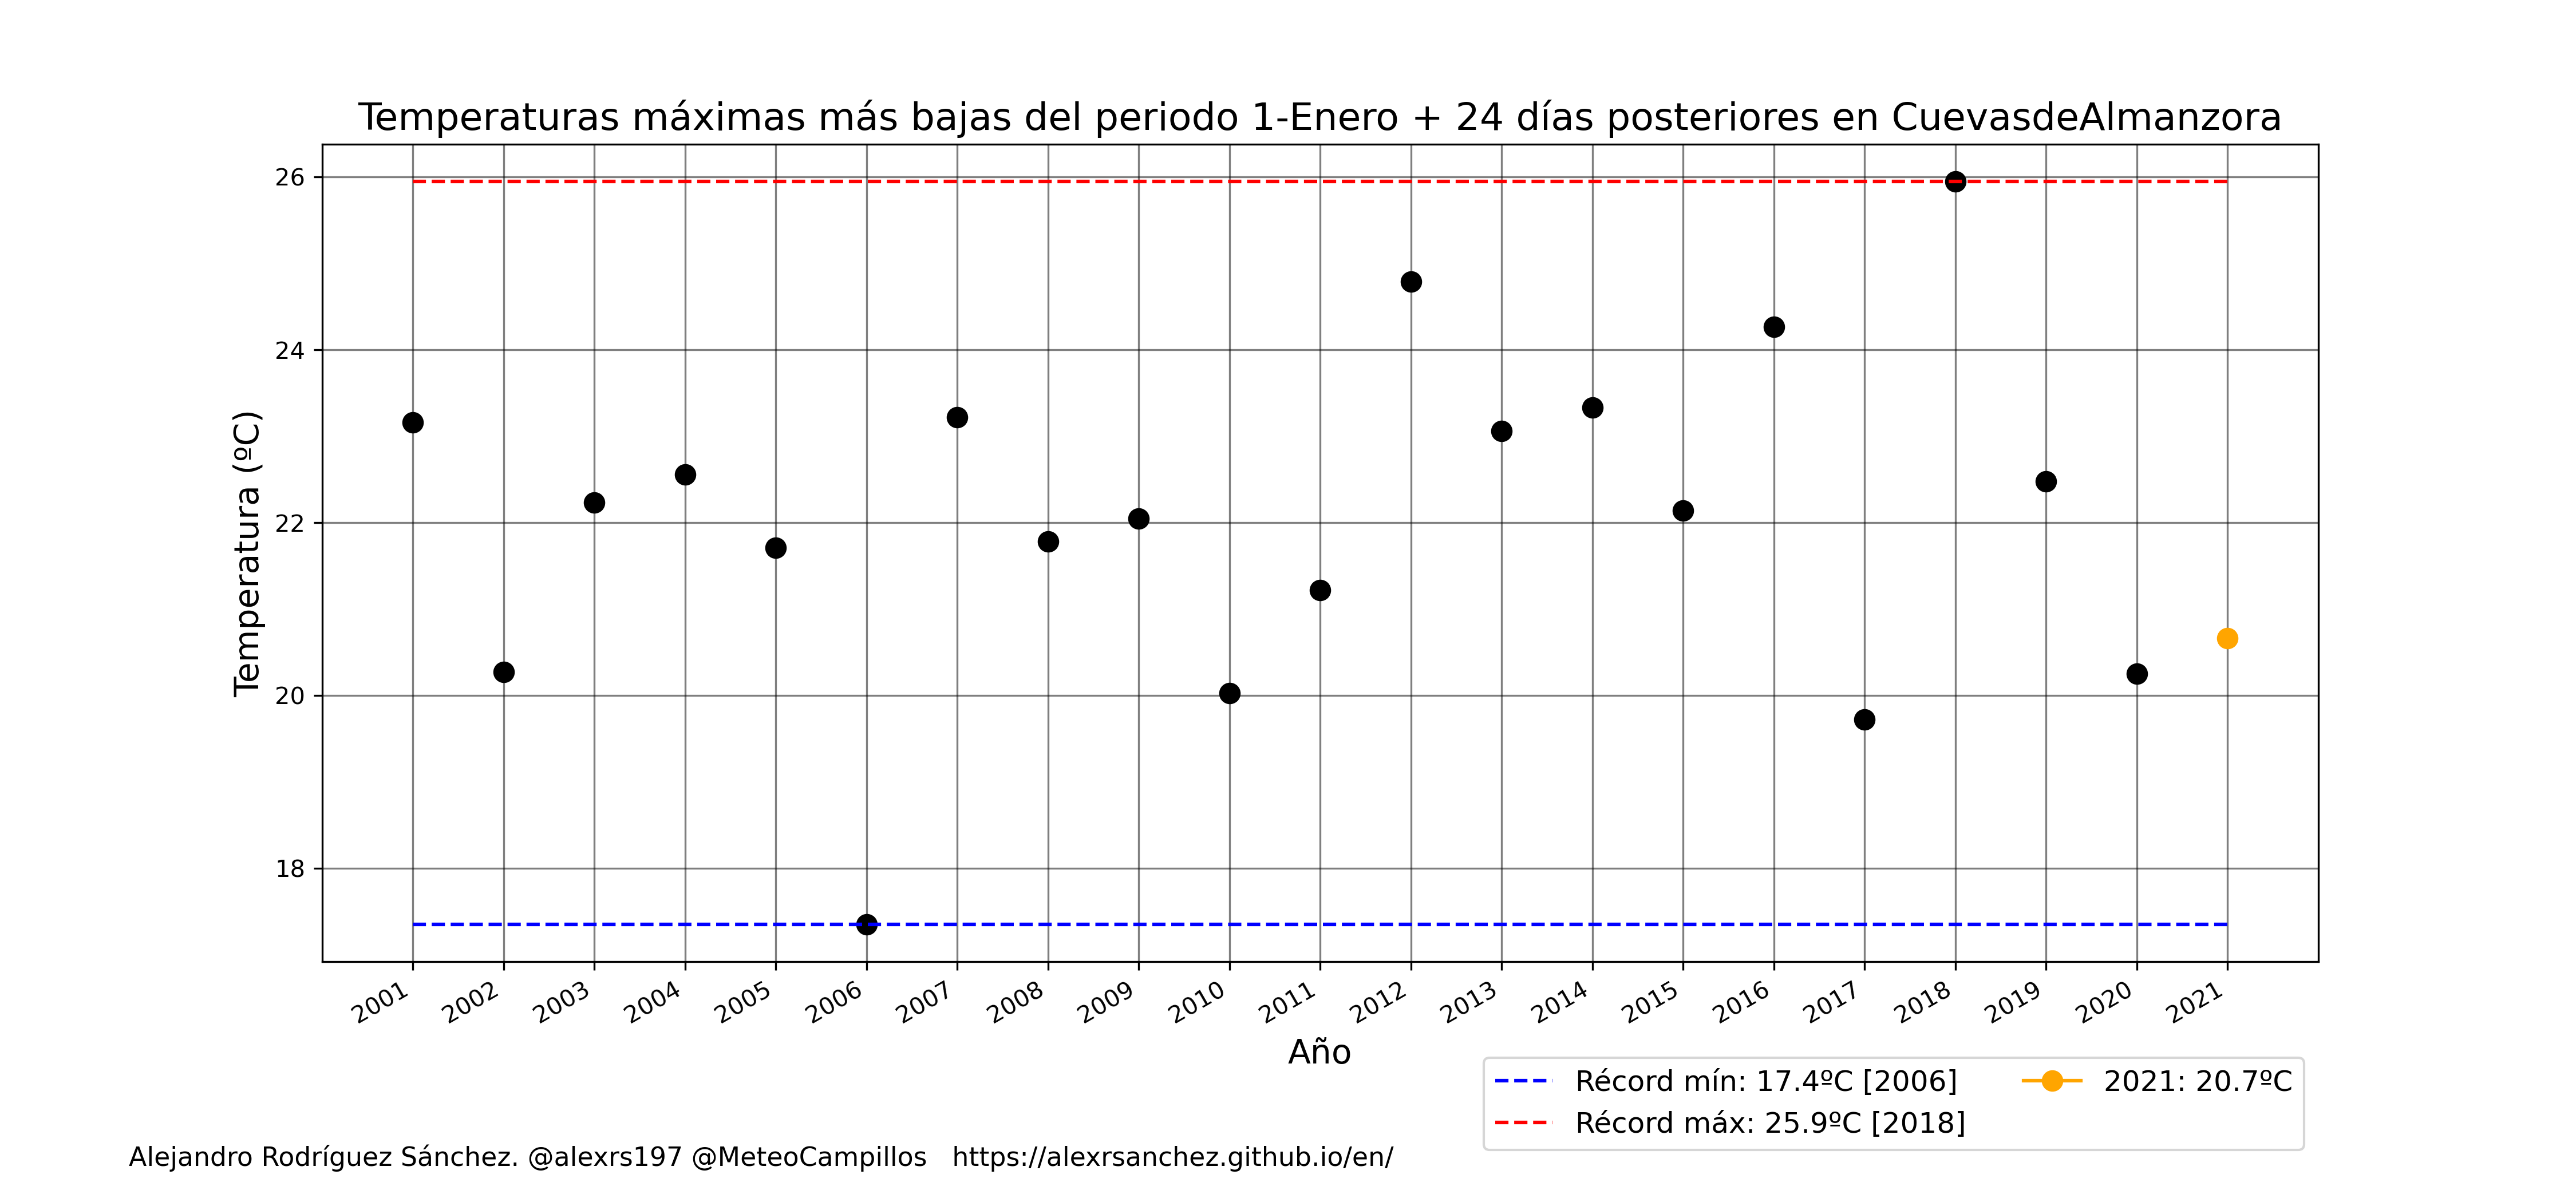 Temperaturas máximas más bajas del periodo 1-Enero + 24 días posteriores en CuevasdeAlmanzora
Temperatura (ºC)
26
24
22
20
18
2001 2002 2003 2004 2005 2006 2007 2008 2009 2010 2011 2012 2013 2014 2015 2016 2017 2018 2019 2020 2021
Año
Récord mín: 17.4ºC [2006]
Récord máx: 25.9ºC [2018]
2021: 20.7ºC
Alejandro Rodríguez Sánchez. @alexrs197 @MeteoCampillos https://alexrsanchez.github.io/en/